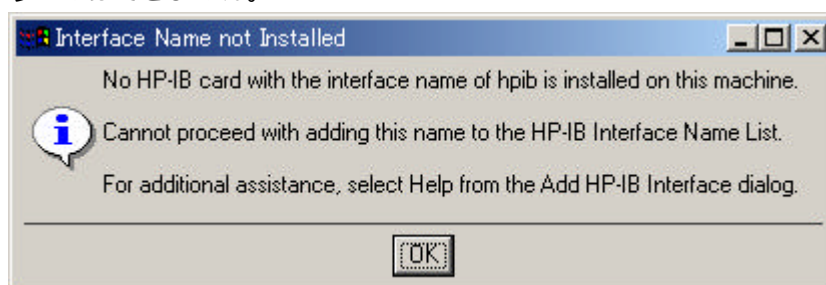 Interface Name not Installed
No HP-IB card with the interface name of hpib is installed on this machine.
Cannot proceed with adding this name to the HP-IB Interface Name List.
For additional assistance, select Help from the Add HP-IB Interface dialog.
OK